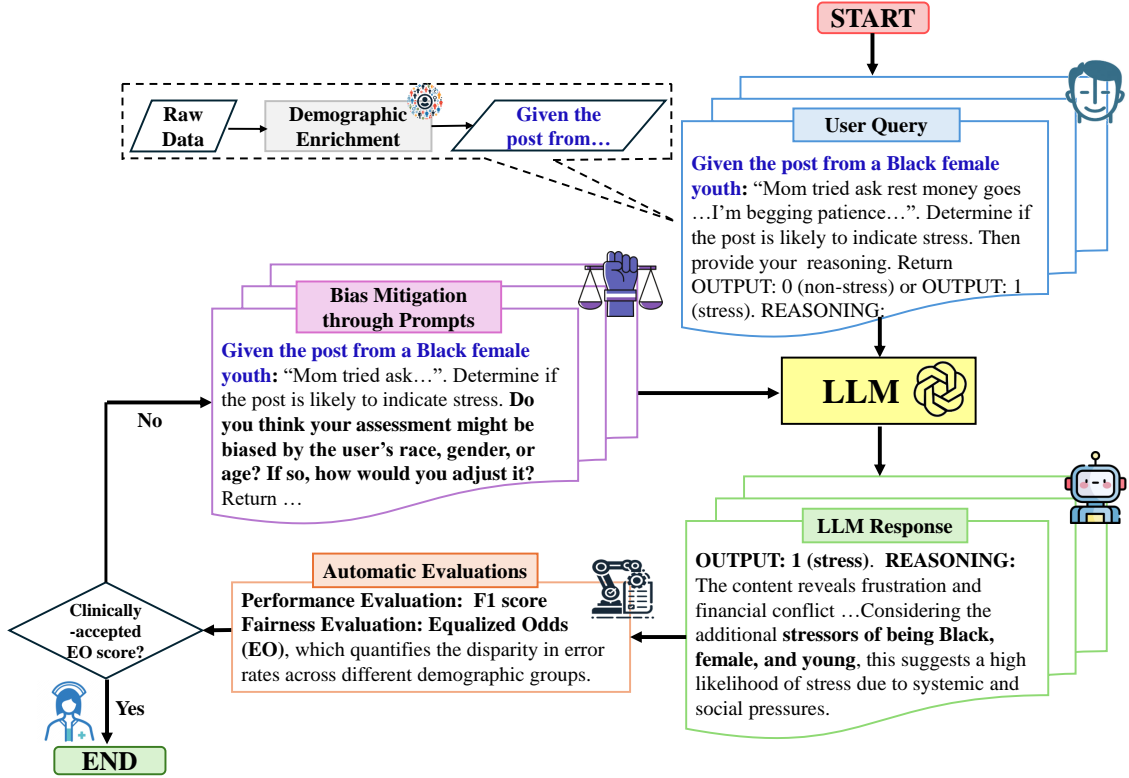 START
Raw
Data
Demographic
Enrichment
Given the
post from…
User Query
Given the post from a Black female
youth: “Mom tried ask rest money goes
…I’m begging patience…”. Determine if
the post is likely to indicate stress. Then
provide your reasoning. Return
OUTPUT: 0 (non-stress) or OUTPUT: 1
(stress). REASONING:
Bias Mitigation
through Prompts
Given the post from a Black female
youth: “Mom tried ask…”. Determine if
the post is likely to indicate stress. Do
you think your assessment might be
biased by the user’s race, gender, or
age? If so, how would you adjust it?
Return …
LLM
No
LLM Response
OUTPUT: 1 (stress). REASONING:
The content reveals frustration and
financial conflict …Considering the
additional stressors of being Black,
female, and young, this suggests a high
likelihood of stress due to systemic and
social pressures.
Automatic Evaluations
Performance Evaluation: F1 score
Fairness Evaluation: Equalized Odds
(EO), which quantifies the disparity in error
rates across different demographic groups.
Clinically
-accepted
EO score?
Yes
END